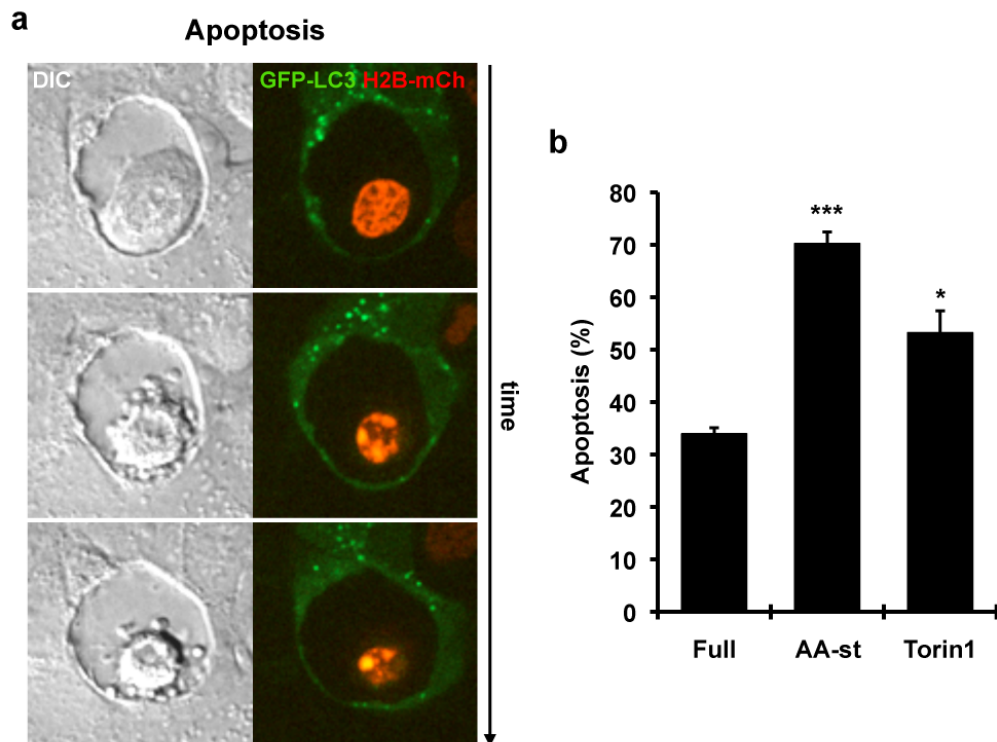 a
Apoptosis
DIC
GFP-LC3 H2B-mCh
time
b
Apoptosis (%)
80
70
60
50
40
30
20
10
0
***
*
Full AA-st Torin1